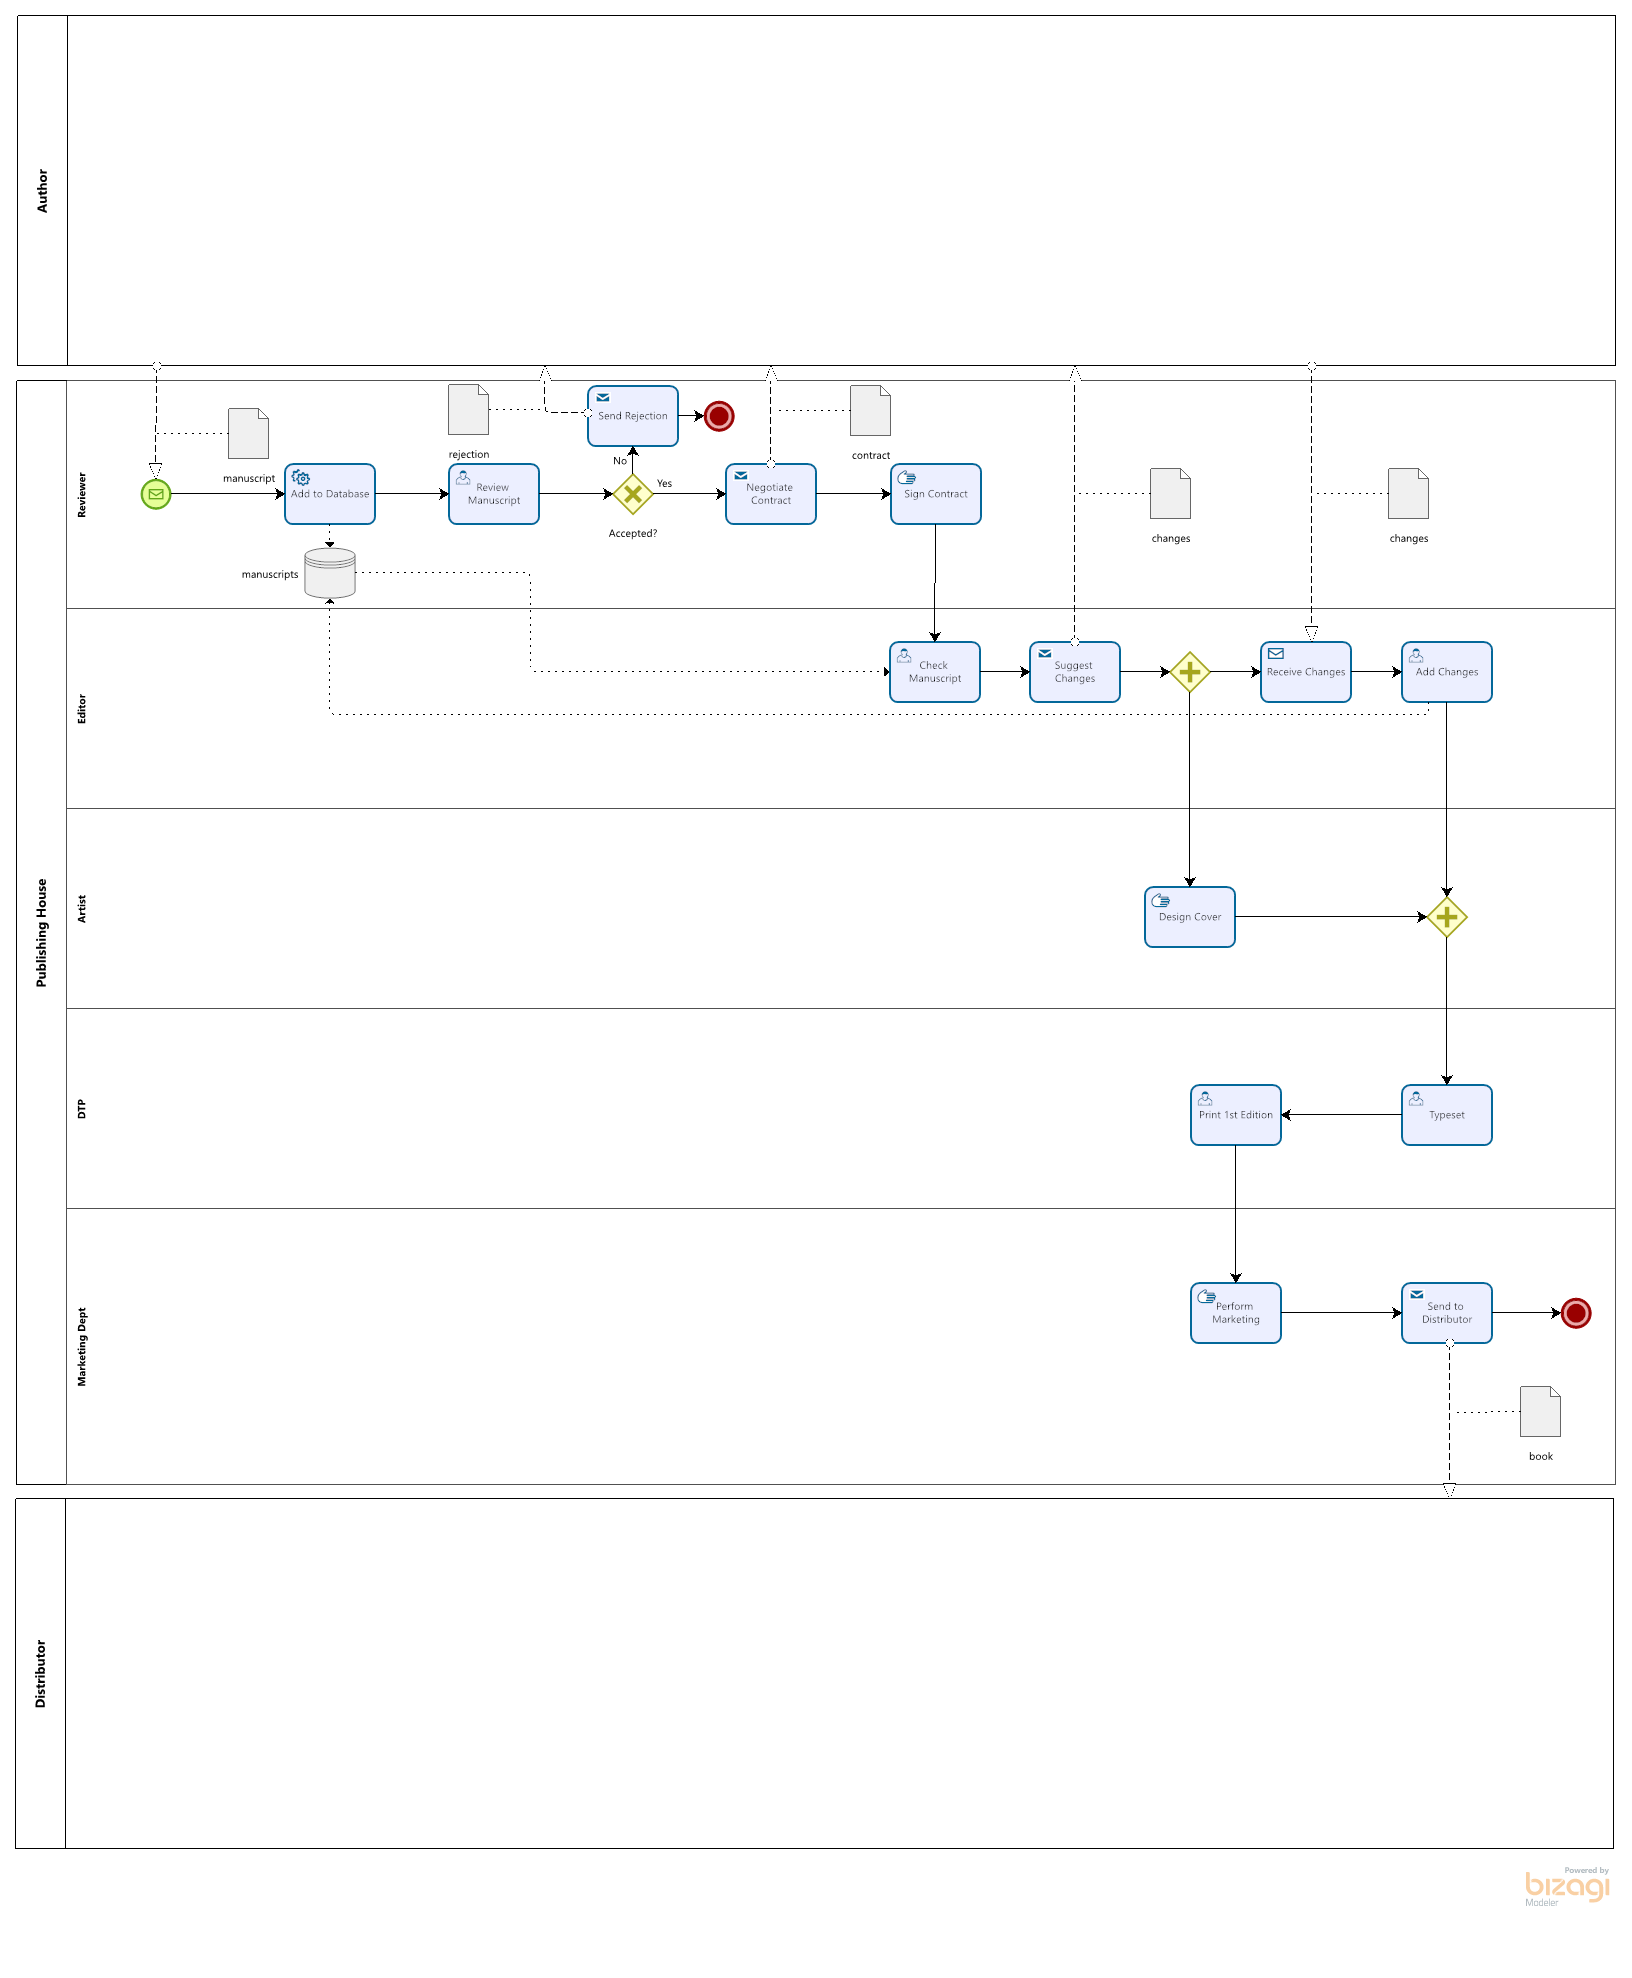 Author
Publishing House
Reviewer
manuscript
rejection
Send Rejection
contract
No
Yes
Add to Database
Review
Manuscript
Accepted?
Negotiate
Contract
Sign Contract
changes
changes
manuscripts
Editor
Check
Manuscript
Suggest
Changes
Receive Changes
Add Changes
Artist
Design Cover
DTP
Print 1st Edition
Typeset
Marketing Dept
Perform
Marketing
Send to
Distributor
book
Distributor
Powered by
bizagi
Modeler